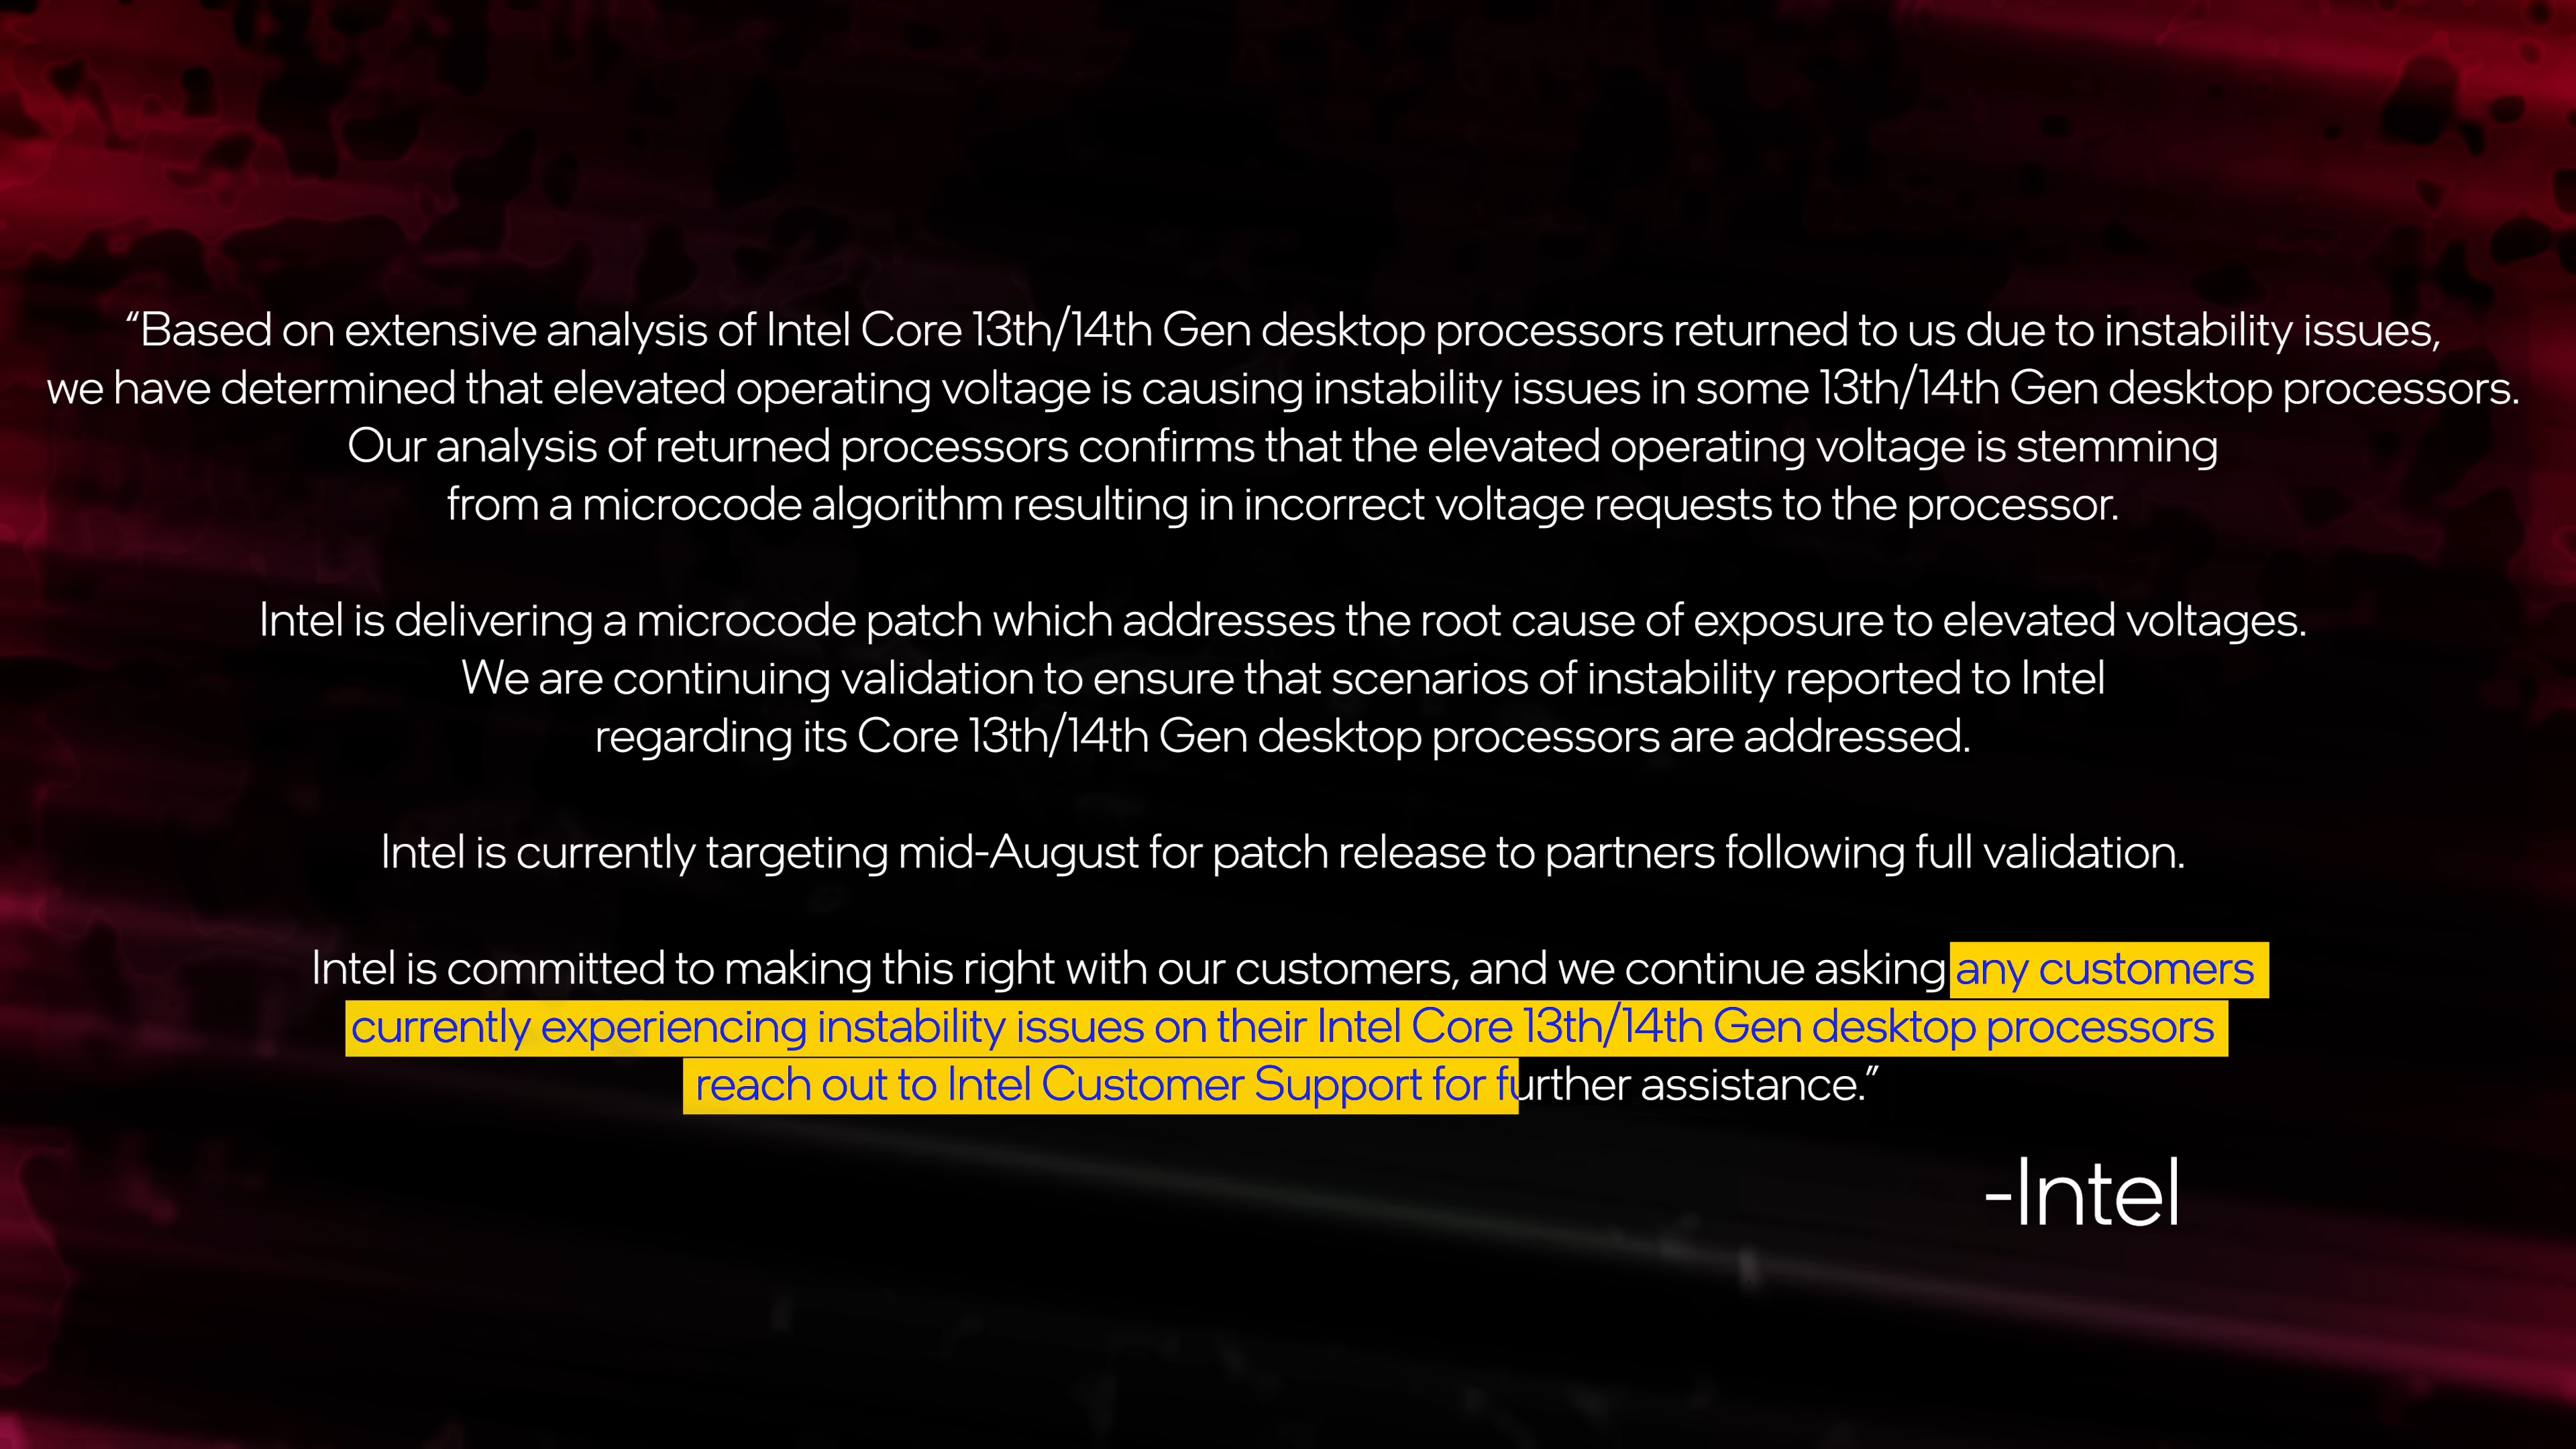 “Based on extensive analysis of Intel Core 13th/14th Gen desktop processors returned to us due to instability issues,
we have determined that elevated operating voltage is causing instability issues in some 13th/14th Gen desktop processors.
Our analysis of returned processors confirms that the elevated operating voltage is stemming
from a microcode algorithm resulting in incorrect voltage requests to the processor.
Intel is delivering a microcode patch which addresses the root cause of exposure to elevated voltages.
We are continuing validation to ensure that scenarios of instability reported to Intel
regarding its Core 13th/14th Gen desktop processors are addressed.
Intel is currently targeting mid-August for patch release to partners following full validation.
Intel is committed to making this right with our customers, and we continue asking any customers
currently experiencing instability issues on their Intel Core 13th/14th Gen desktop processors
reach out to Intel Customer Support for further assistance.”
-Intel